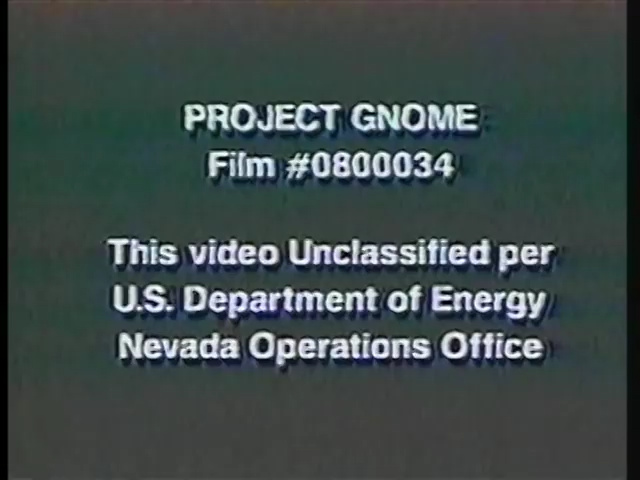 PROJECT GNOME
Film #0800034
This video Unclassified per
U.S. Department of Energy
Nevada Operations Office